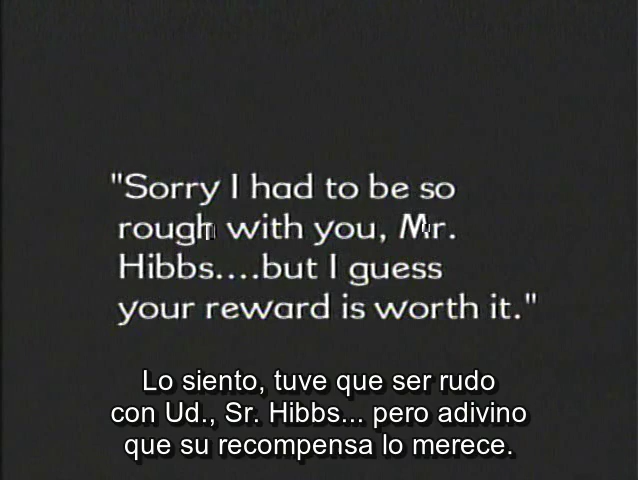 "Sorry I had to be so
rough with you, Mr.
Hibbs....but I guess
your reward is worth it."
Lo siento, tuve que ser rudo
con Ud., Sr. Hibbs... pero adivino
que su recompensa lo merece.